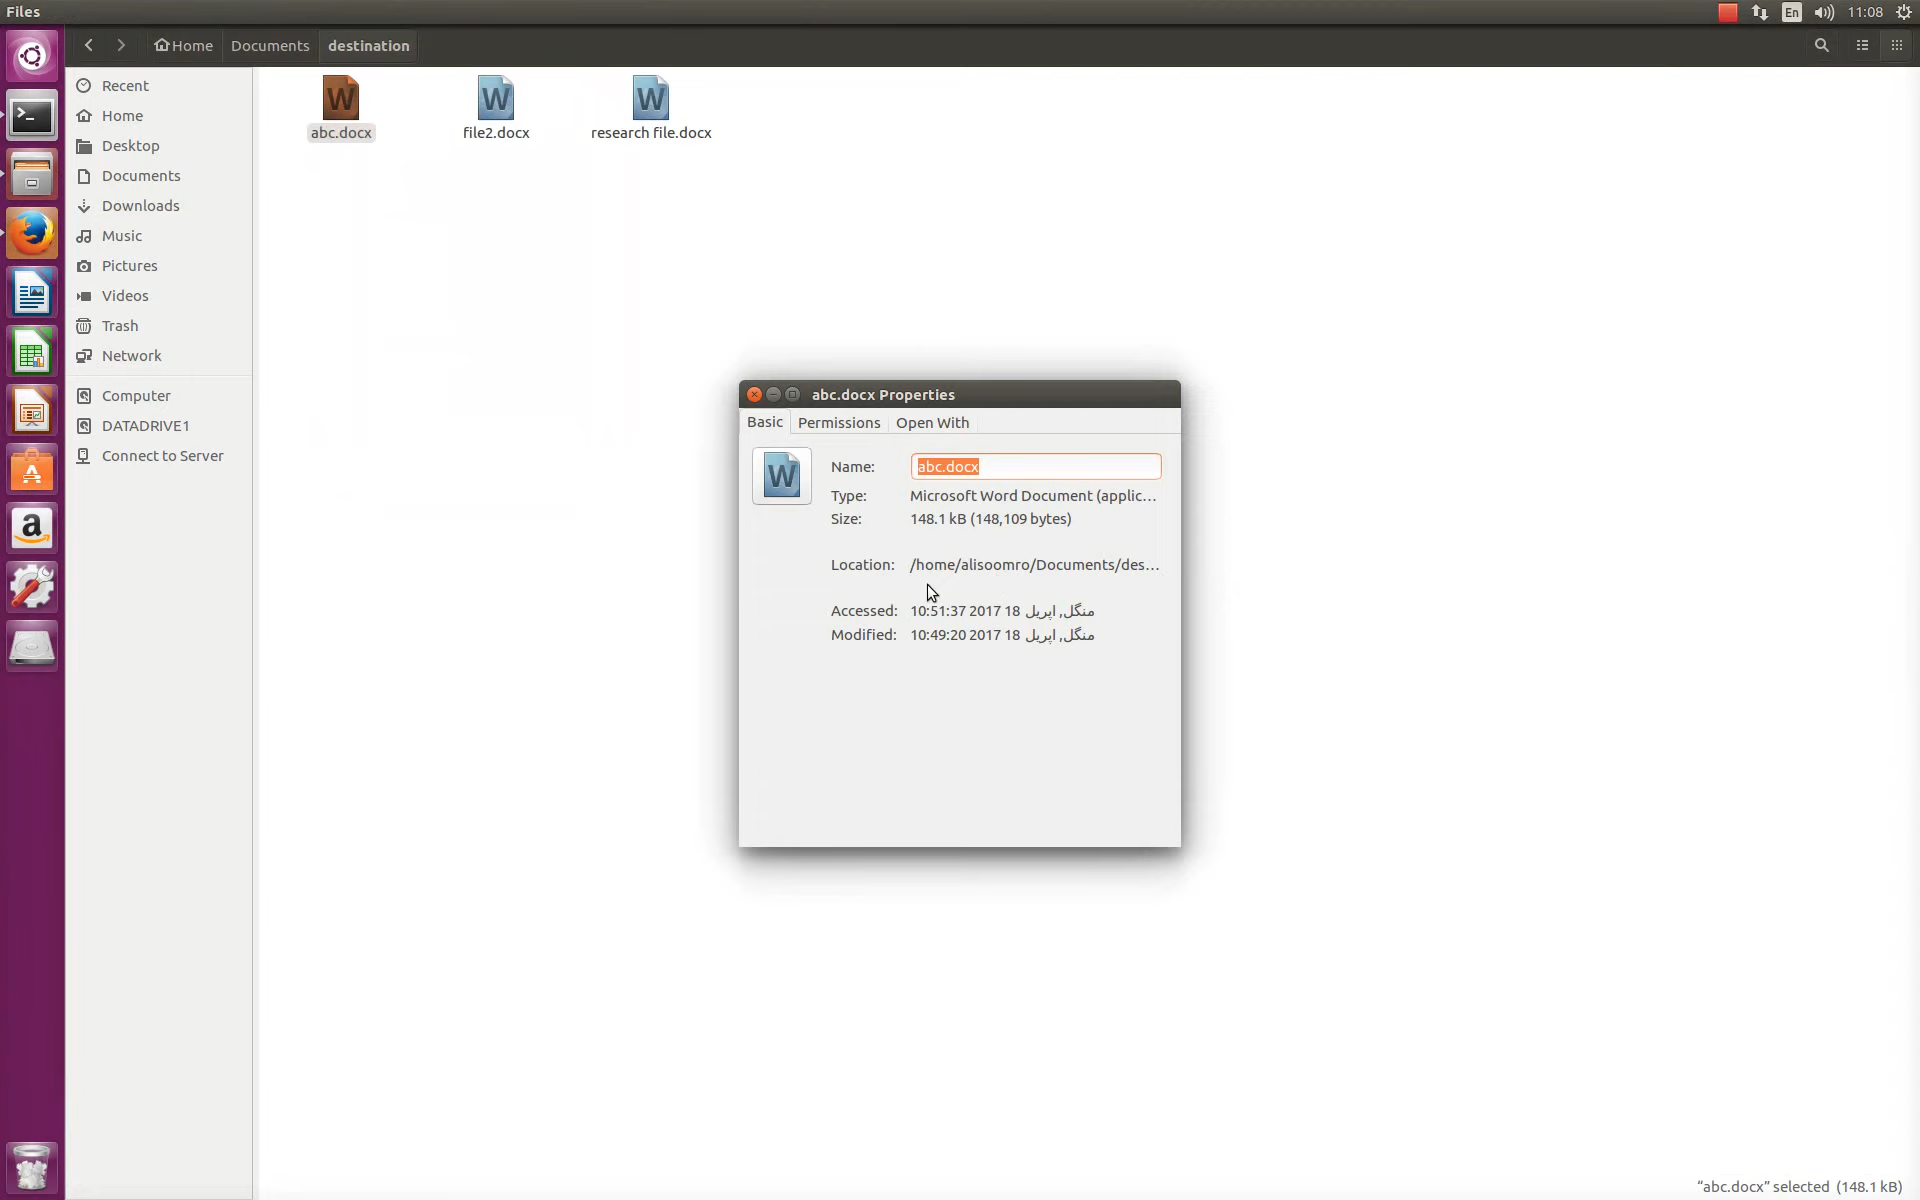 Files
En
11:08
Home
Documents
destination
Recent
Home
Desktop
Documents
Downloads
Music
Pictures
Videos
Trash
Network
Computer
DATADRIVE1
Connect to Server
abc.docx
file2.docx
research file.docx
abc.docx Properties
Basic
Permissions
Open With
Name:
abc.docx
Type:
Microsoft Word Document (applic...
Size:
148.1 kB (148,109 bytes)
Location:
/home/alisoomro/Documents/des...
Accessed:
منگل, اپریل 18 2017 10:51:37
Modified:
منگل, اپریل 18 2017 10:49:20
“abc.docx” selected (148.1 kB)